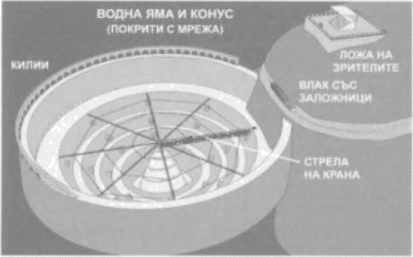 ВОДНА ЯМА И КОНУС
(ПОКРИТИ С МРЕЖА)
КИЛИИ
ЛОЖА НА
ЗРИТЕЛИТЕ
ВЛАК СЪС
ЗАЛОЖНИЦИ
СТРЕЛА
НА КРАНА